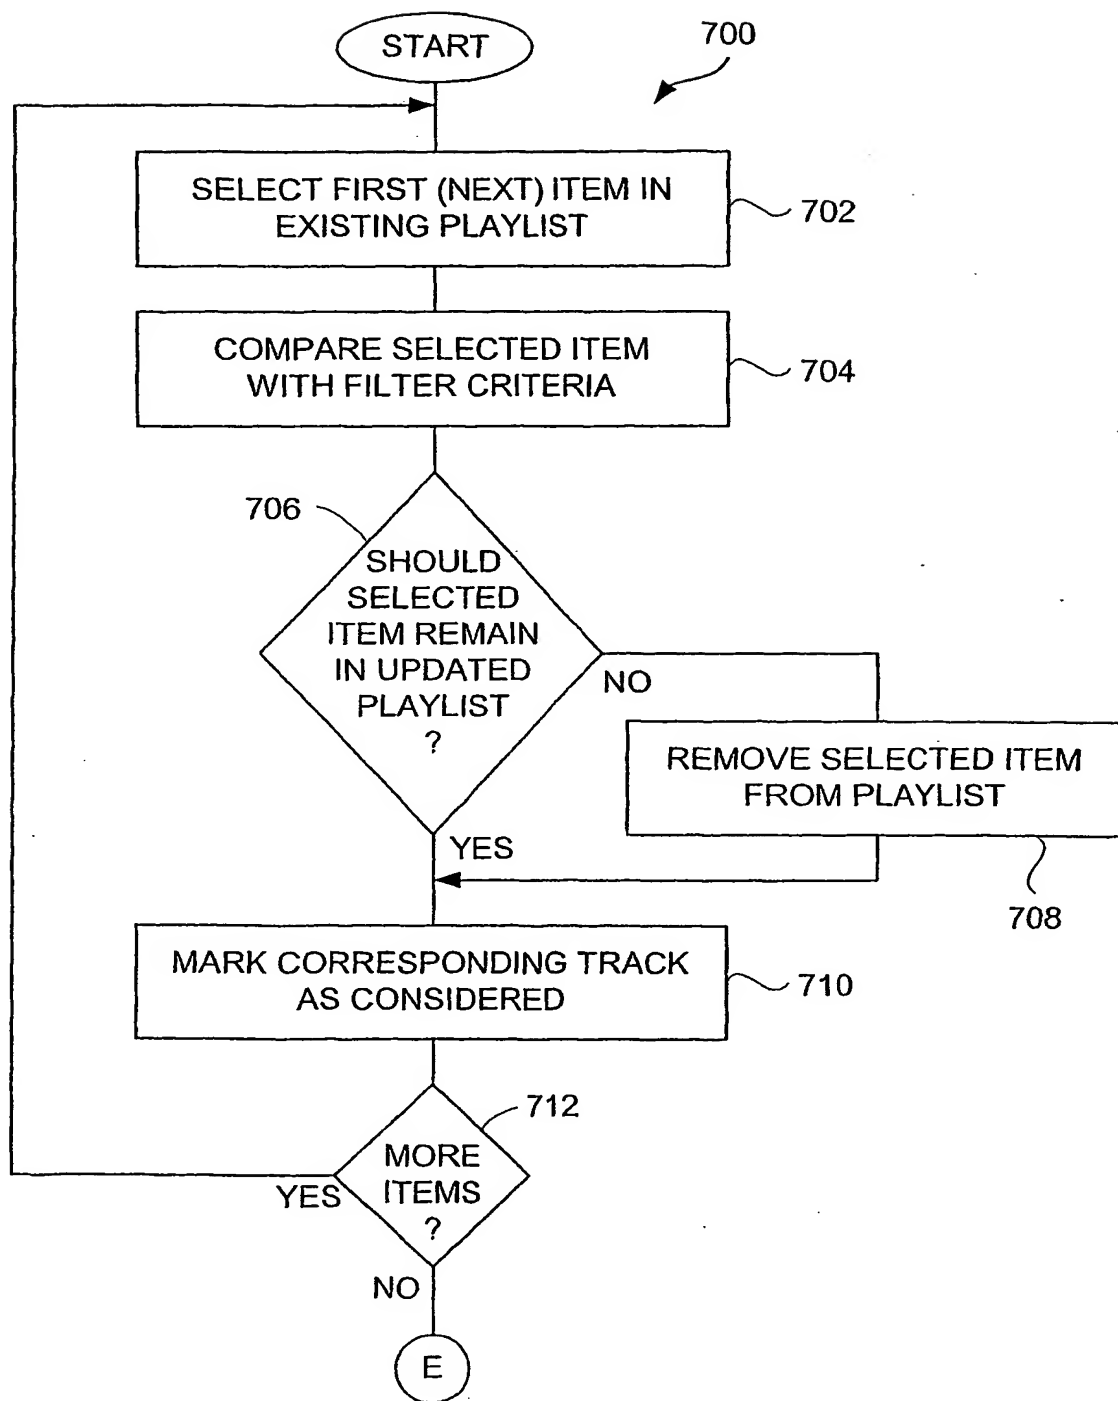 START
700
SELECT FIRST (NEXT) ITEM IN
EXISTING PLAYLIST
702
COMPARE SELECTED ITEM
WITH FILTER CRITERIA
704
706
SHOULD
SELECTED
ITEM REMAIN
IN UPDATED
PLAYLIST
?
NO
REMOVE SELECTED ITEM
FROM PLAYLIST
708
YES
MARK CORRESPONDING TRACK
AS CONSIDERED
710
712
MORE
ITEMS
?
YES
NO
E